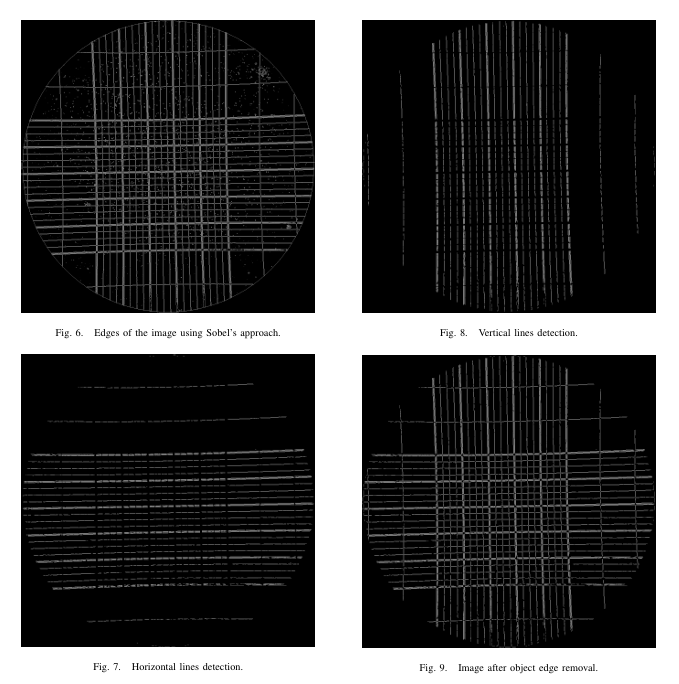 Fig. 6. Edges of the image using Sobel's approach.
Fig. 8. Vertical lines detection.
Fig. 7. Horizontal lines detection.
Fig. 9. Image after object edge removal.